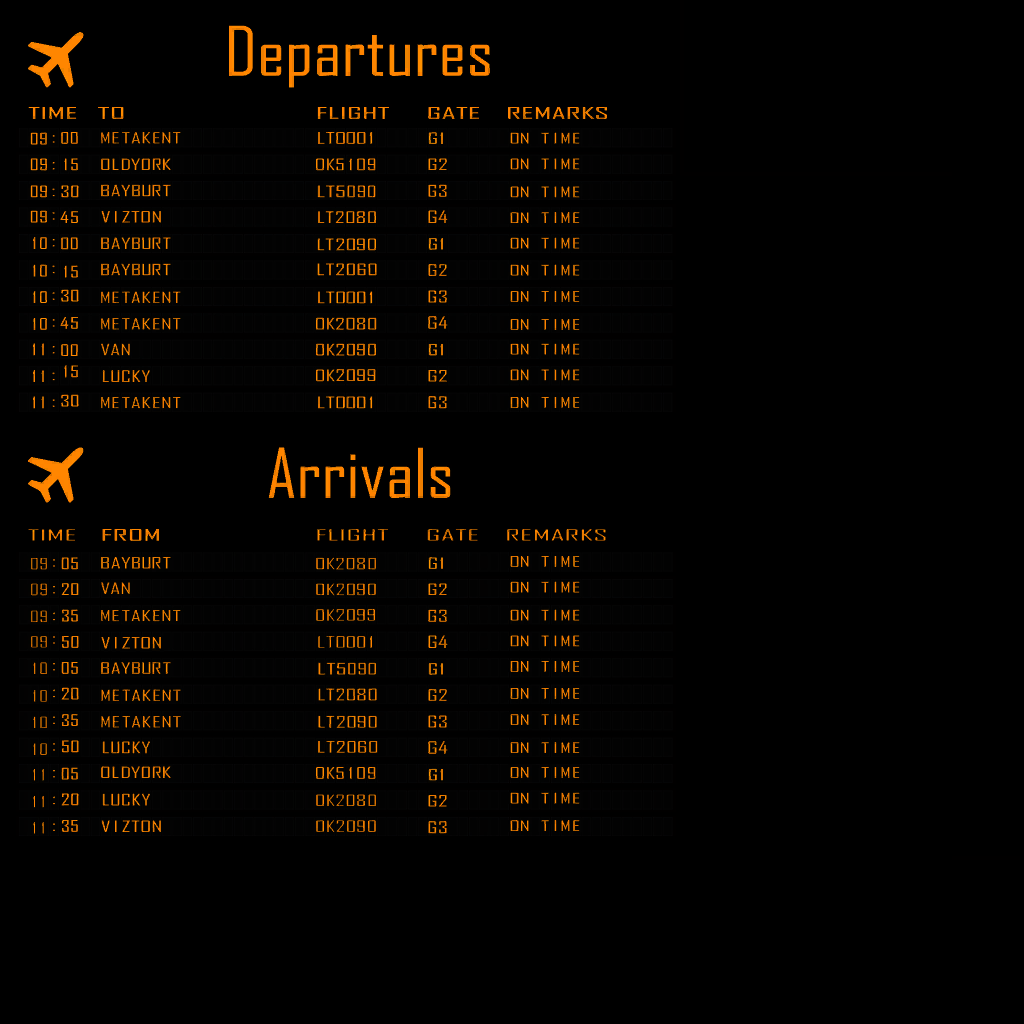 Departures
TIME TO FLIGHT GATE REMARKS
09:00 METAKENT LT0001 G1 ON TIME
09:15 OLDYORK OK5109 G2 ON TIME
09:30 BAYBURT LT5090 G3 ON TIME
09:45 VIZTON LT2080 G4 ON TIME
10:00 BAYBURT LT2090 G1 ON TIME
10:15 BAYBURT LT2060 G2 ON TIME
10:30 METAKENT LT0001 G3 ON TIME
10:45 METAKENT OK2080 G4 ON TIME
11:00 VAN OK2090 G1 ON TIME
11:15 LUCKY OK2099 G2 ON TIME
11:30 METAKENT LT0001 G3 ON TIME
Arrivals
TIME FROM FLIGHT GATE REMARKS
09:05 BAYBURT OK2080 G1 ON TIME
09:20 VAN OK2090 G2 ON TIME
09:35 METAKENT OK2099 G3 ON TIME
09:50 VIZTON LT0001 G4 ON TIME
10:05 BAYBURT LT5090 G1 ON TIME
10:20 METAKENT LT2080 G2 ON TIME
10:35 METAKENT LT2090 G3 ON TIME
10:50 LUCKY LT2060 G4 ON TIME
11:05 OLDYORK OK5109 G1 ON TIME
11:20 LUCKY OK2080 G2 ON TIME
11:35 VIZTON OK2090 G3 ON TIME